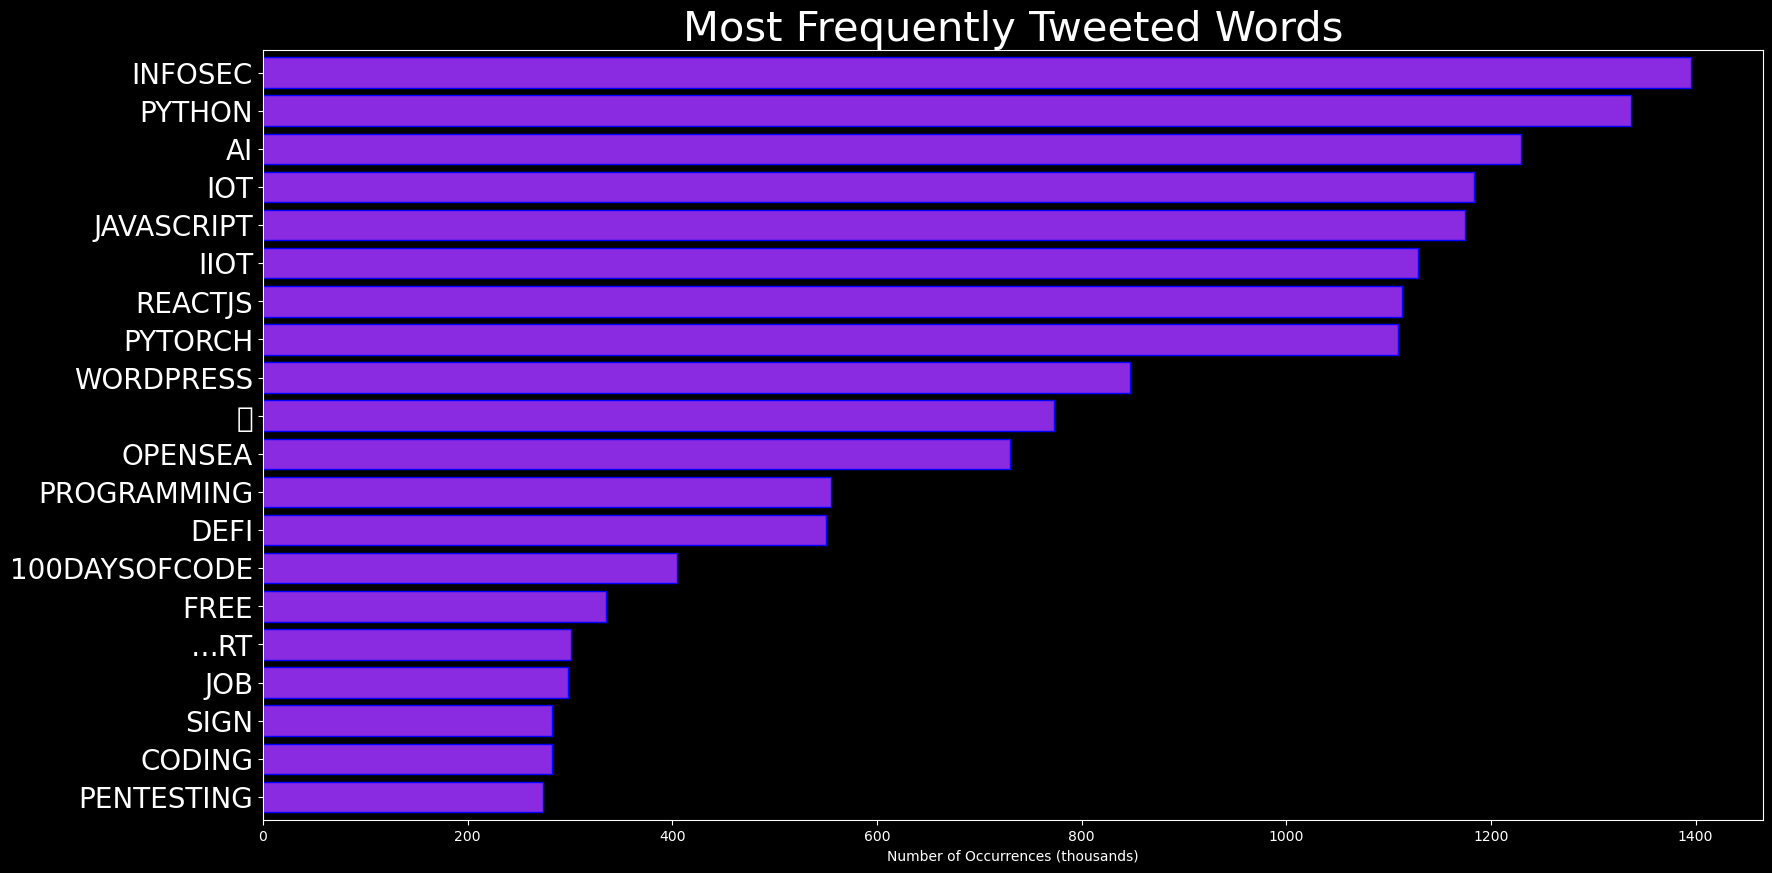 Most Frequently Tweeted Words
INFOSEC
PYTHON
AI
IOT
JAVASCRIPT
IIOT
REACTJS
PYTORCH
WORDPRESS
OPENSEA
PROGRAMMING
DEFI
100DAYSOFCODE
FREE
…RT
JOB
SIGN
CODING
PENTESTING
0 200 400 600 800 1000 1200 1400
Number of Occurrences (thousands)